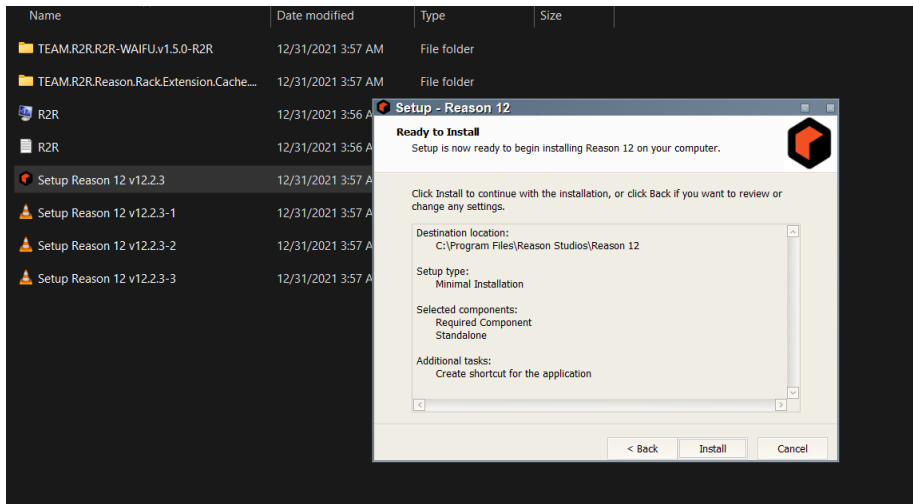 Name Date modified Type Size
TEAM.R2R.R2R-WAIFU.v1.5.0-R2R 12/31/2021 3:57 AM File folder
TEAM.R2R.Reason.Rack.Extension.Cache.... 12/31/2021 3:57 AM File folder
R2R 12/31/2021 3:56 A
R2R 12/31/2021 3:56 A
Setup Reason 12 v12.2.3 12/31/2021 3:57 A
Setup Reason 12 v12.2.3-1 12/31/2021 3:57 A
Setup Reason 12 v12.2.3-2 12/31/2021 3:57 A
Setup Reason 12 v12.2.3-3 12/31/2021 3:57 A
Setup - Reason 12
Ready to Install
Setup is now ready to begin installing Reason 12 on your computer.
Click Install to continue with the installation, or click Back if you want to review or
change any settings.
Destination location:
C:\Program Files\Reason Studios\Reason 12
Setup type:
Minimal Installation
Selected components:
Required Component
Standalone
Additional tasks:
Create shortcut for the application
< Back Install Cancel